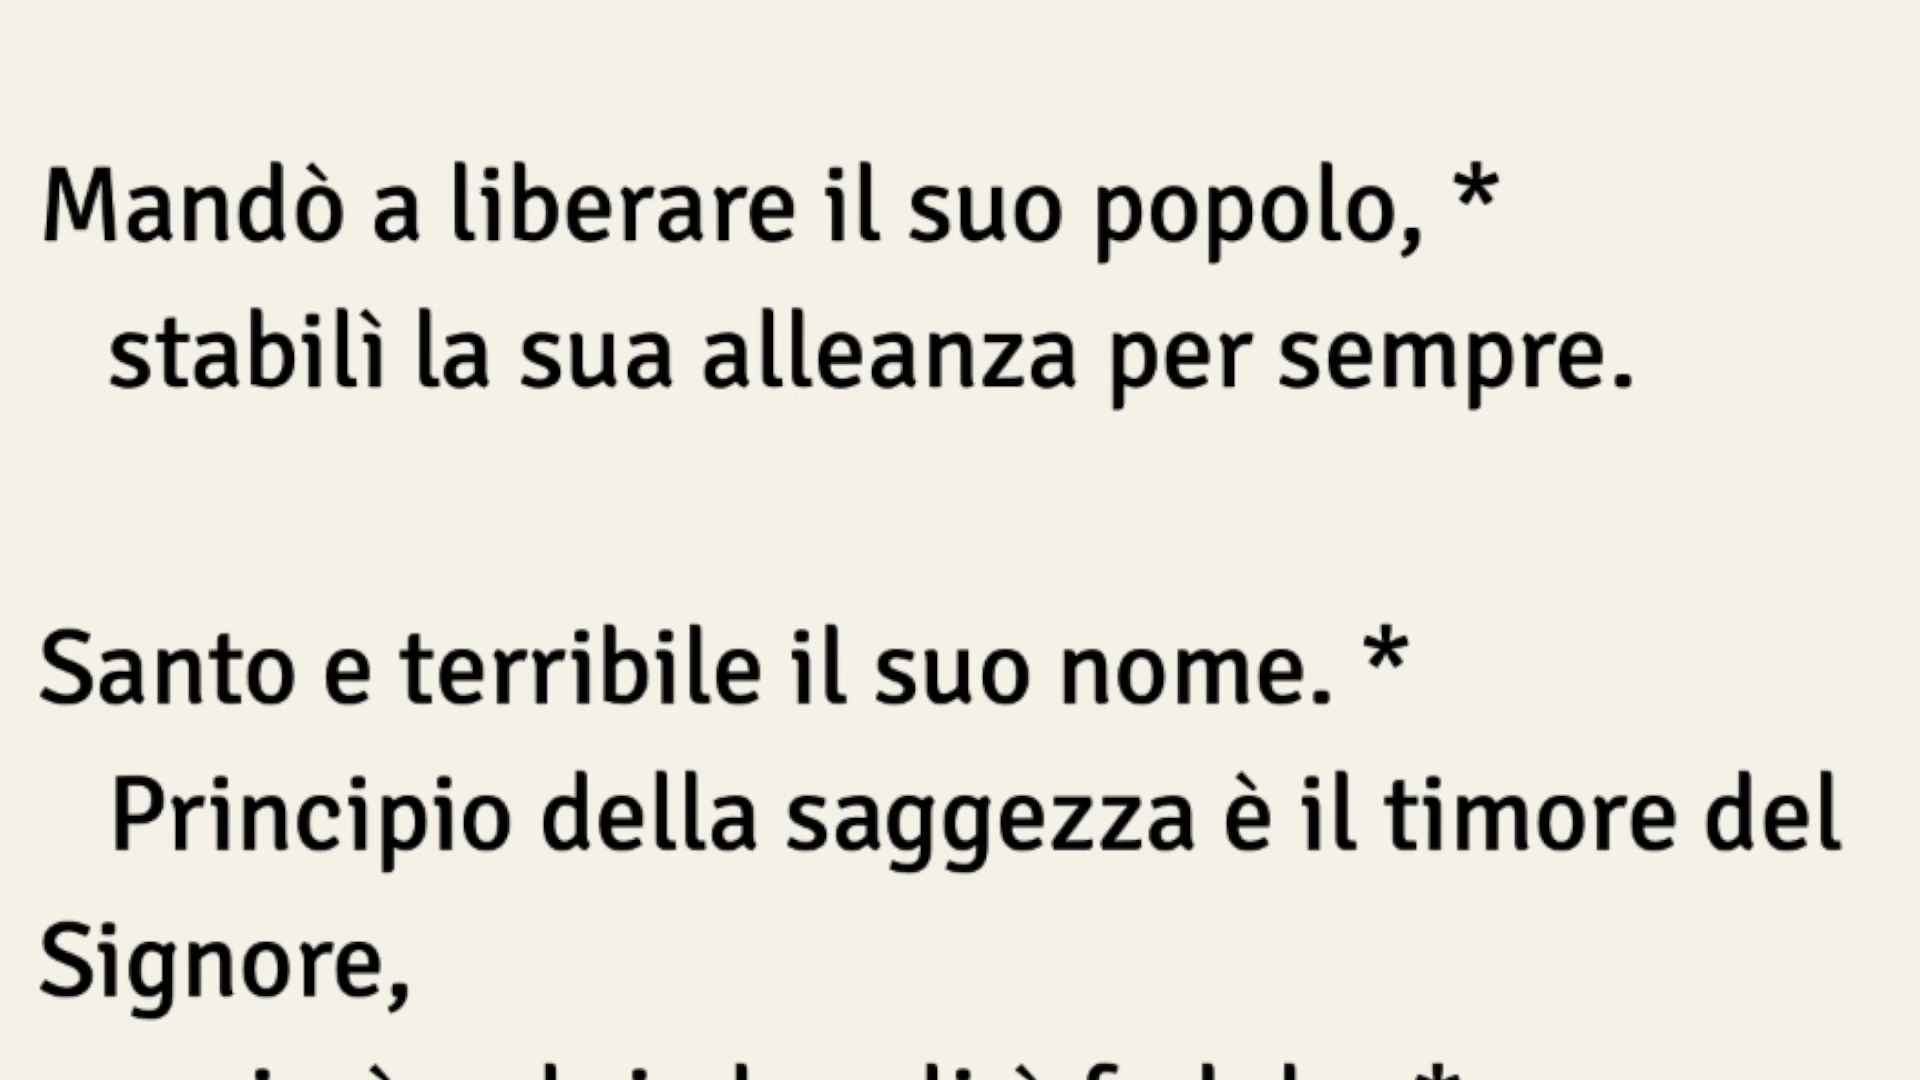 Mandò a liberare il suo popolo, *
stabilì la sua alleanza per sempre.
Santo e terribile il suo nome. *
Principio della saggezza è il timore del
Signore,